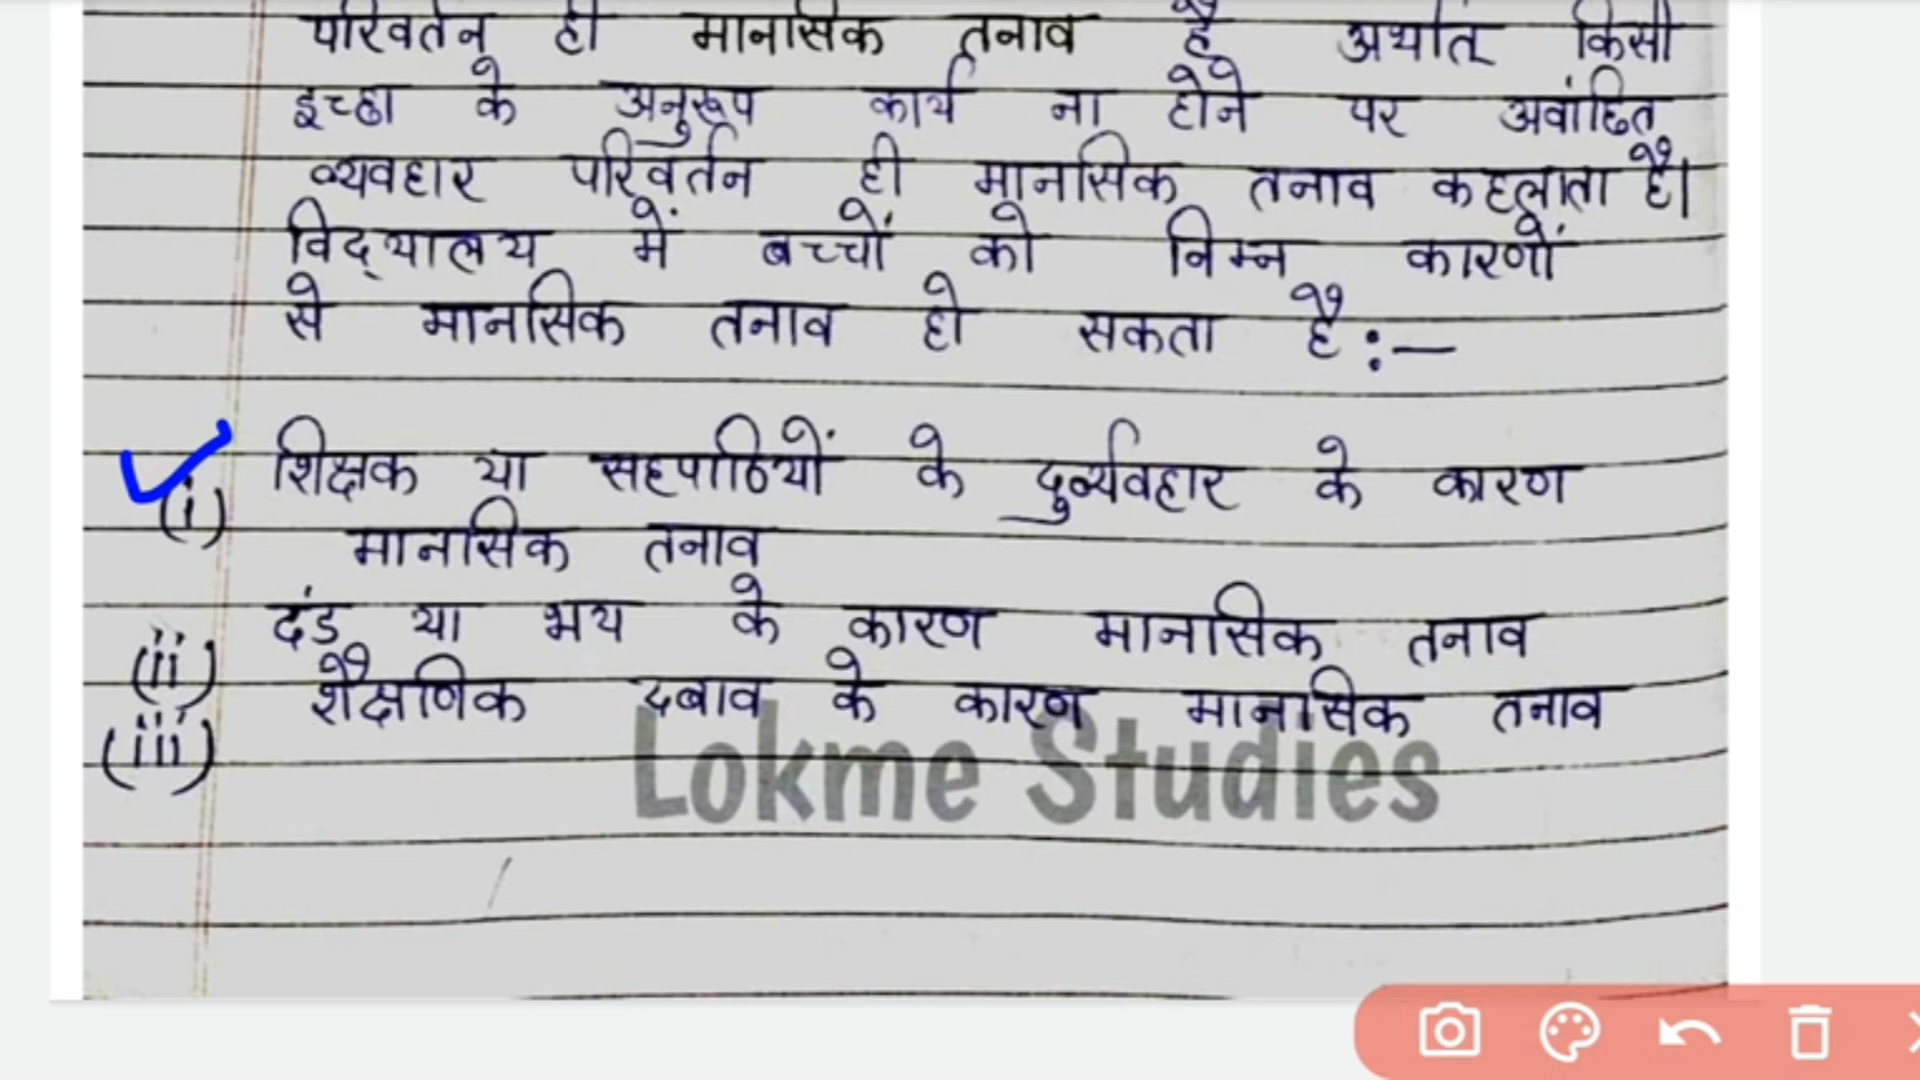 परिवर्तन ही मानसिक तनाव है अर्थात् किसी
इच्छा के अनुरूप कार्य ना होने पर अवांछित
व्यवहार परिवर्तन ही मानसिक तनाव कहलाता है।
विद्यालय में बच्चों को निम्न कारणों
से मानसिक तनाव हो सकता है:—
(i) शिक्षक या सहपाठियों के दुर्व्यवहार के कारण
मानसिक तनाव
(ii) दंड या भय के कारण मानसिक तनाव
(iii) शैक्षणिक दबाव के कारण मानसिक तनाव
Lokme Studies